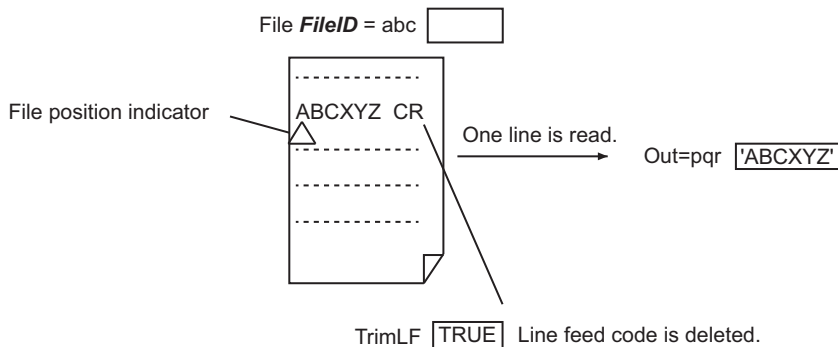 File FileID = abc
File position indicator
ABCXYZ CR
One line is read.
Out=pqr 'ABCXYZ'
TrimLF TRUE Line feed code is deleted.